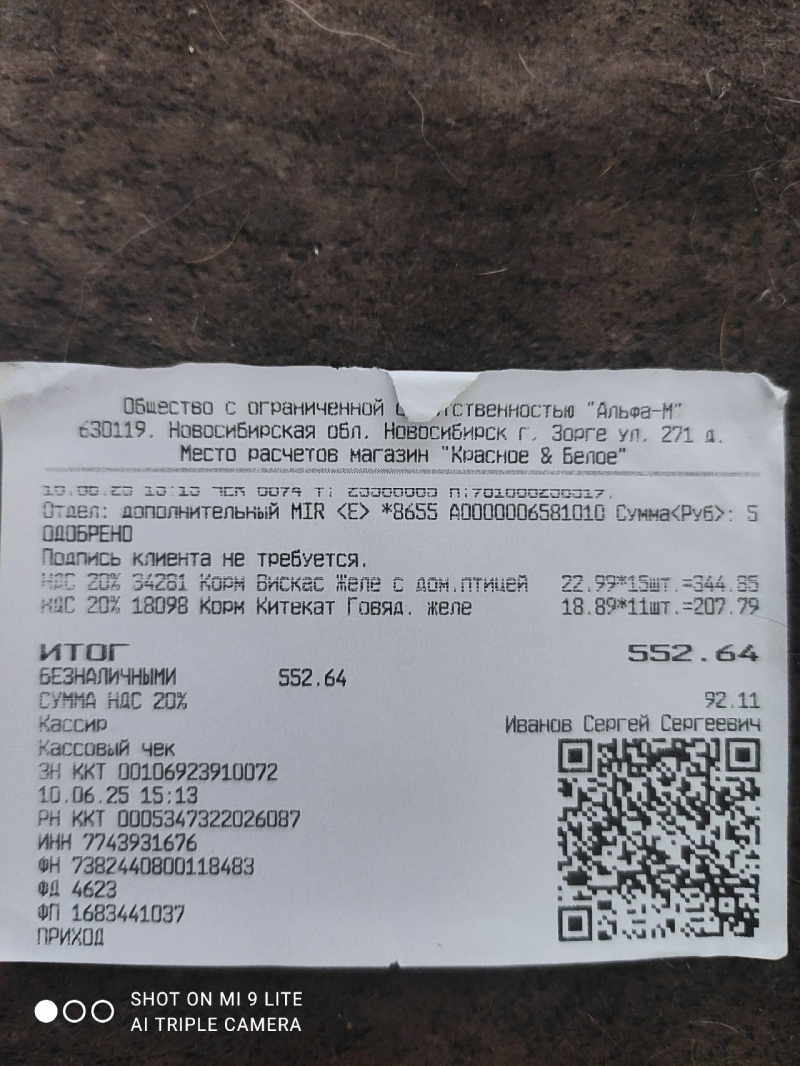 Общество с ограниченной ответственностью "Альфа-М"
630119, Новосибирская обл, Новосибирск г, Зорге ул, 271 д.
Место расчетов магазин "Красное & Белое"
Отдел: дополнительный MIR <E> *8655 A0000006581010 Сумма<Руб>: 5
ОДОБРЕНО
Подпись клиента не требуется.
НДС 20% 34281 Корм Вискас Желе с дом.птицей 22.99*15шт.=344.85
НДС 20% 18098 Корм Китекат Говяд. желе 18.89*11шт.=207.79
ИТОГ 552.64
БЕЗНАЛИЧНЫМИ 552.64
СУММА НДС 20% 92.11
Кассир Иванов Сергей Сергеевич
Кассовый чек
ЗН ККТ 00106923910072
10.06.25 15:13
РН ККТ 0005347322026087
ИНН 7743931676
ФН 7382440800118483
ФД 4623
ФП 1683441037
ПРИХОД
SHOT ON MI 9 LITE
AI TRIPLE CAMERA